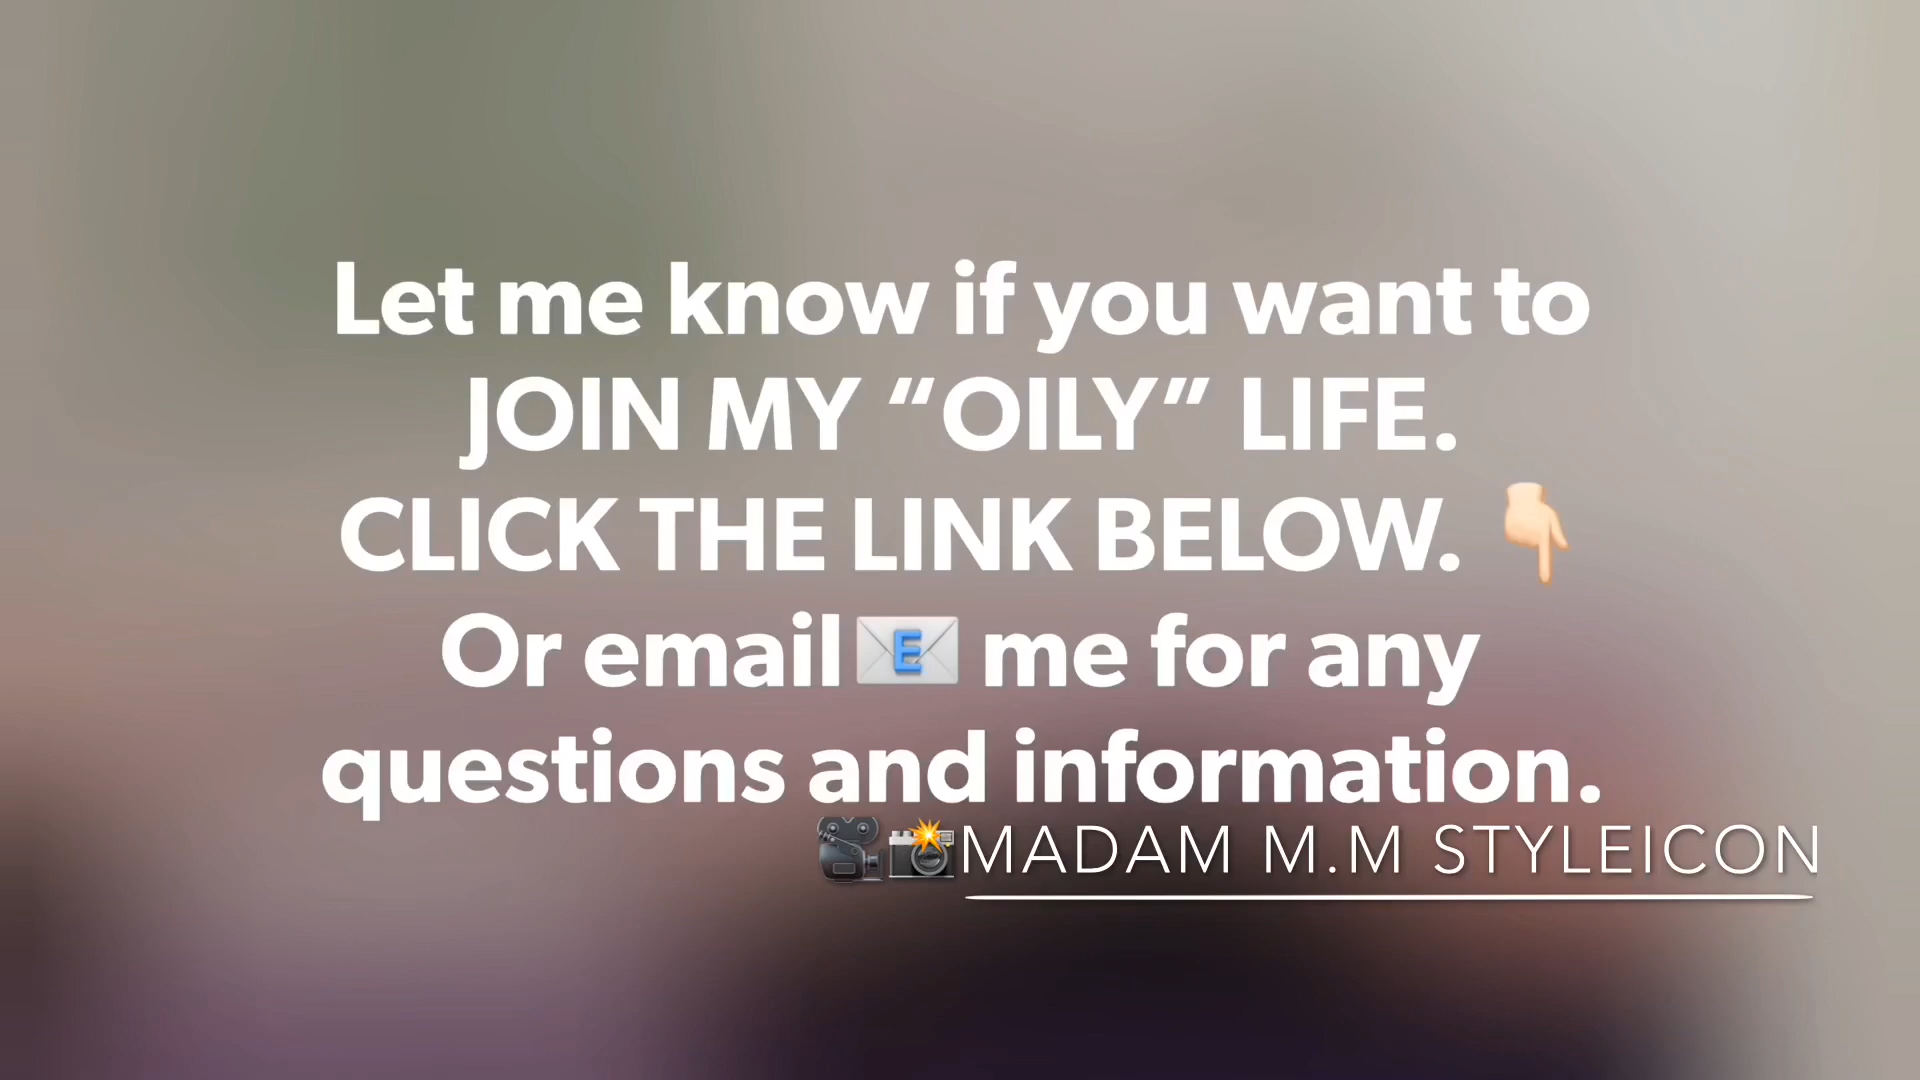 Let me know if you want to
JOIN MY “OILY” LIFE.
CLICK THE LINK BELOW. 👇🏻
Or email📧 me for any
questions and information.
🎥📸MADAM M.M STYLEICON